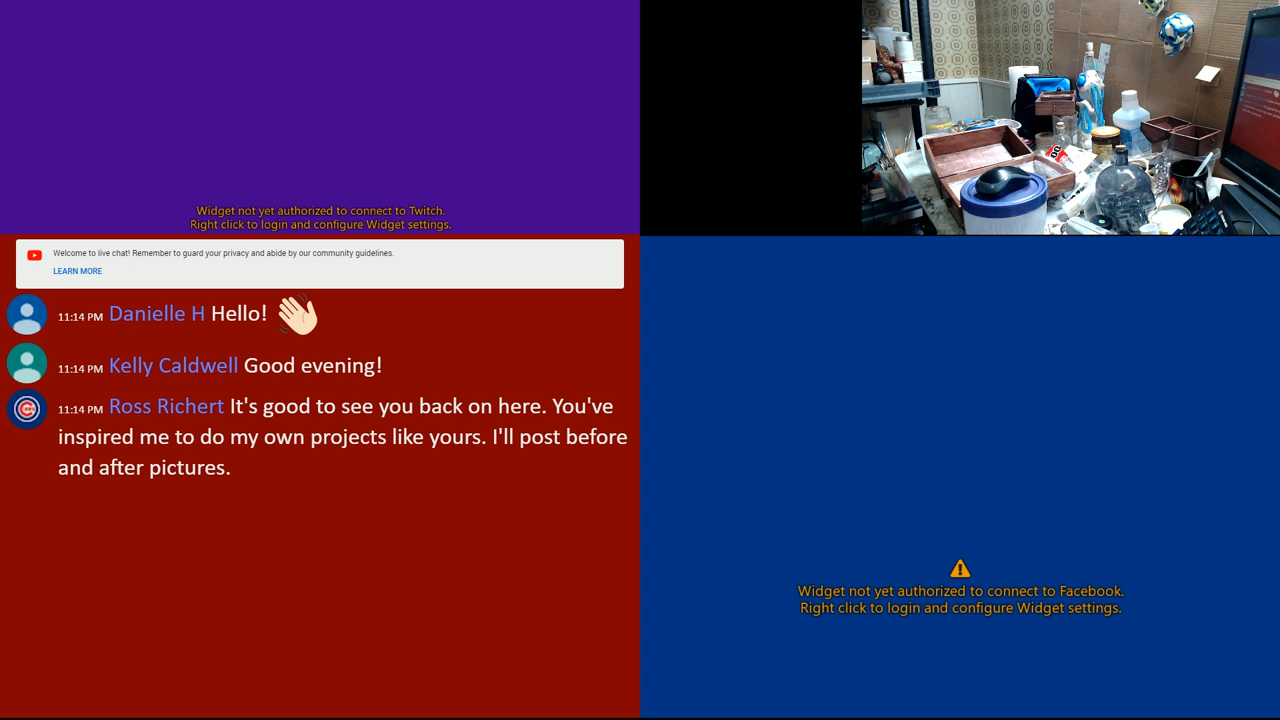 Widget not yet authorized to connect to Twitch.
Right click to login and configure Widget settings.
Welcome to live chat! Remember to guard your privacy and abide by our community guidelines.
LEARN MORE
11:14 PM Danielle H Hello!
11:14 PM Kelly Caldwell Good evening!
11:14 PM Ross Richert It's good to see you back on here. You've
inspired me to do my own projects like yours. I'll post before
and after pictures.
Widget not yet authorized to connect to Facebook.
Right click to login and configure Widget settings.